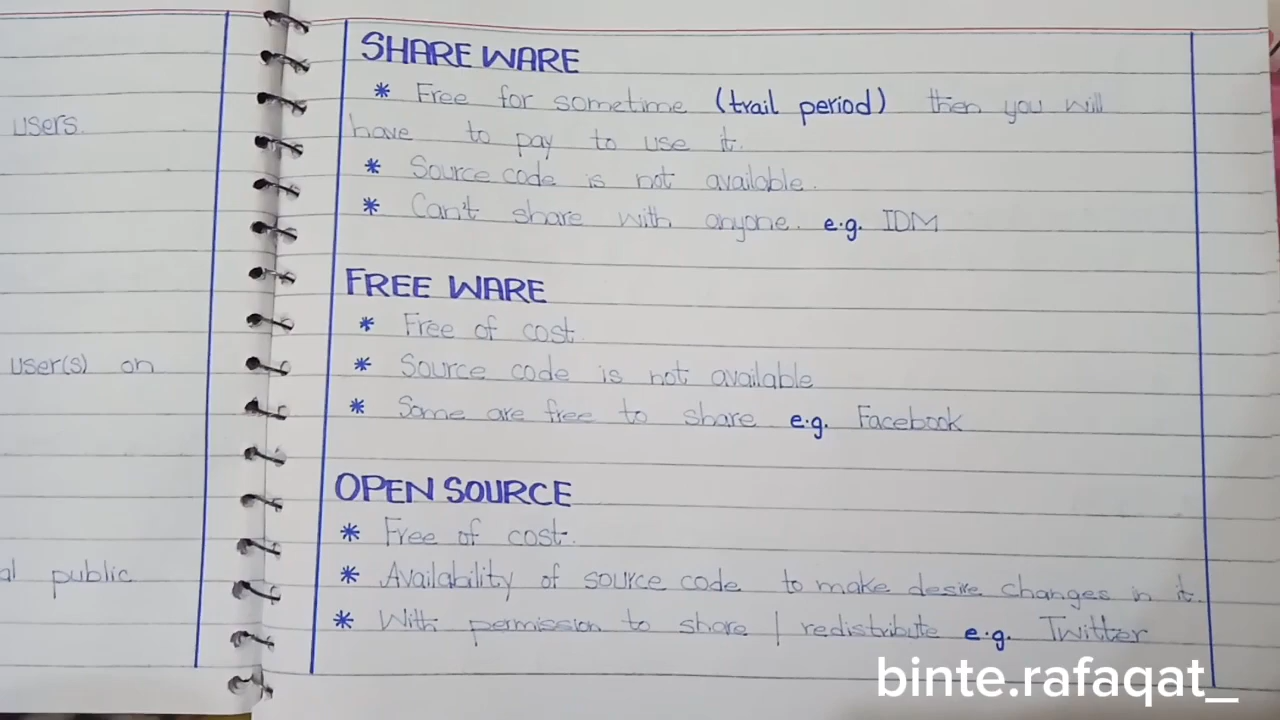 users.
user(s) on
al public
SHARE WARE
* Free for sometime (trail period) then you will
have to pay to use it.
* Source code is not available.
* Can't share with anyone. e.g. IDM
FREE WARE
* Free of cost
* Source code is not available
* Some are free to share e.g. Facebook
OPEN SOURCE
* Free of cost.
* Availability of source code to make desire changes in it.
* With permission to share / redistribute e.g. Twitter
binte.rafaqat_